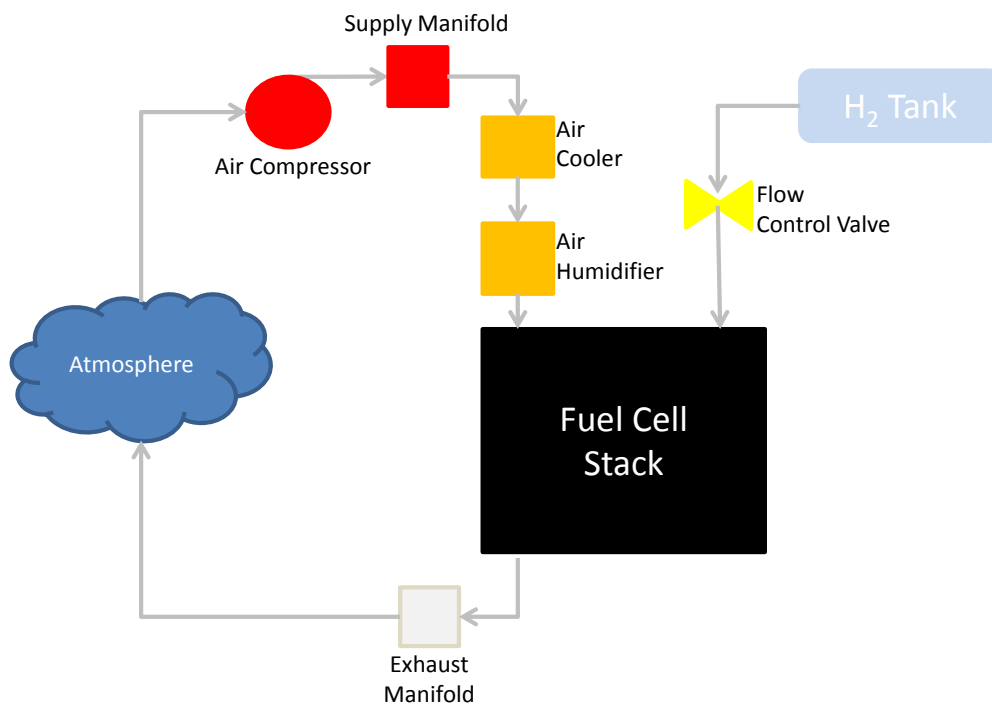 Supply Manifold
H₂ Tank
Air
Cooler
Air Compressor
Flow
Control Valve
Air
Humidifier
Atmosphere
Fuel Cell
Stack
Exhaust
Manifold